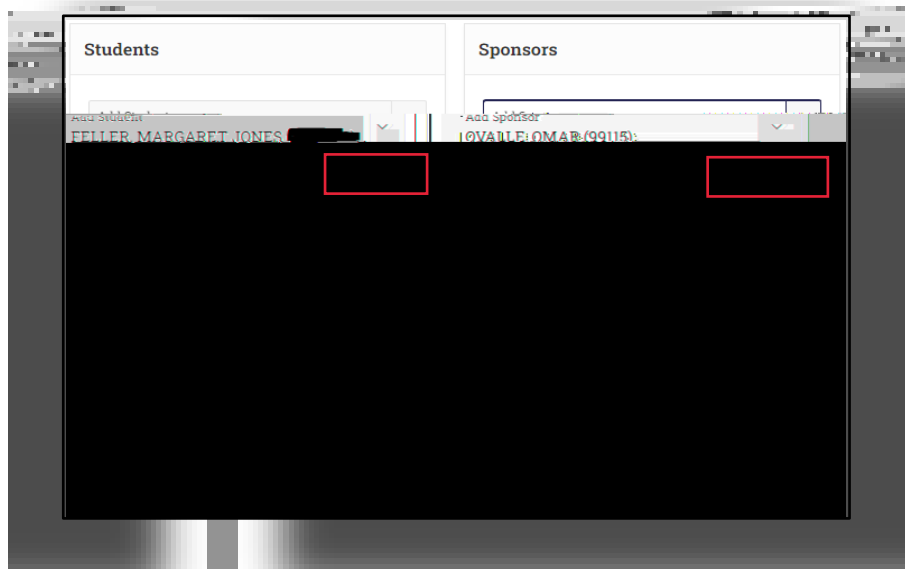 Students
Sponsors
Add Student
FELLER, MARGARET JONES
Add Sponsor
OVALLE, OMAR (99115)